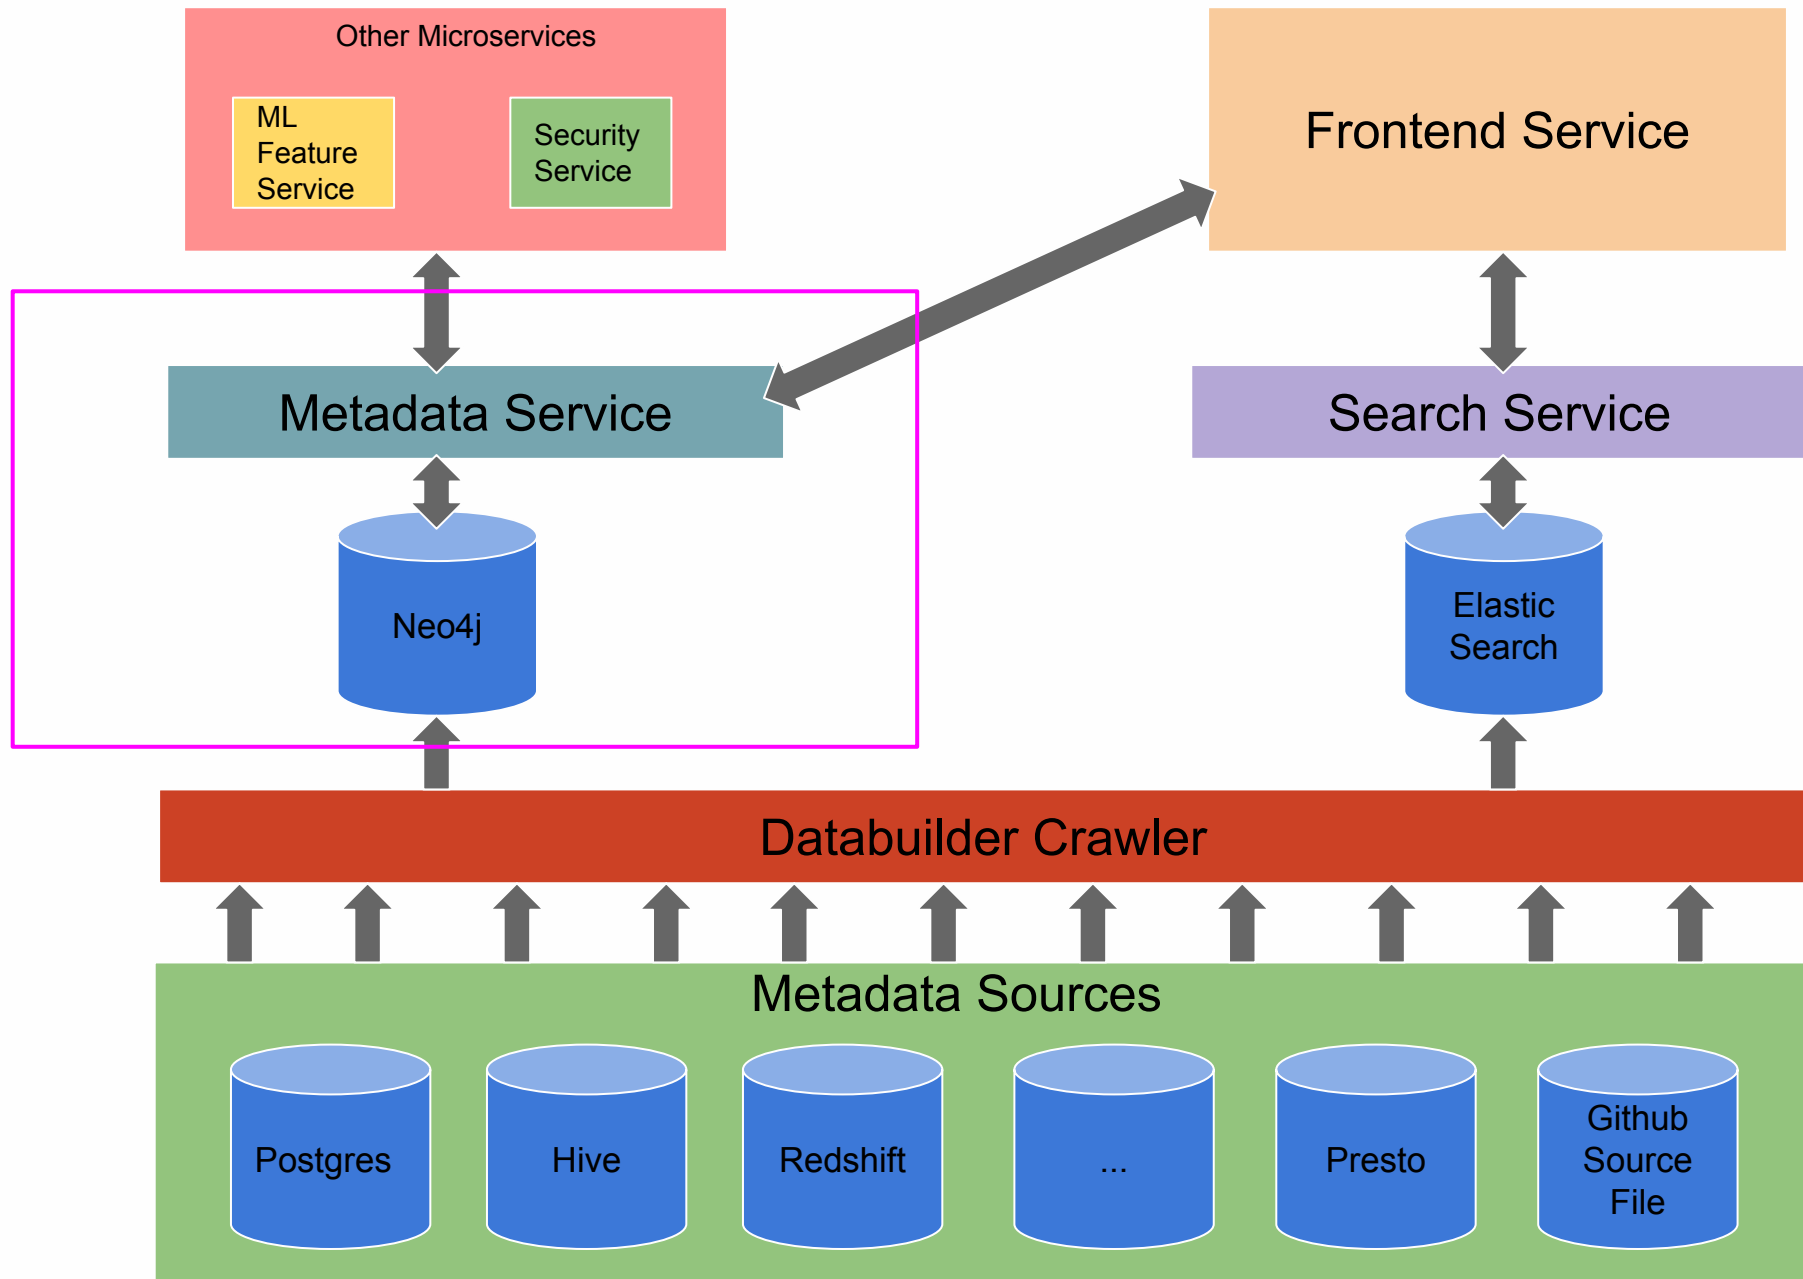 Other Microservices
ML
Feature
Service
Security
Service
Frontend Service
Metadata Service
Search Service
Neo4j
Elastic
Search
Databuilder Crawler
Metadata Sources
Postgres
Hive
Redshift
...
Presto
Github
Source
File